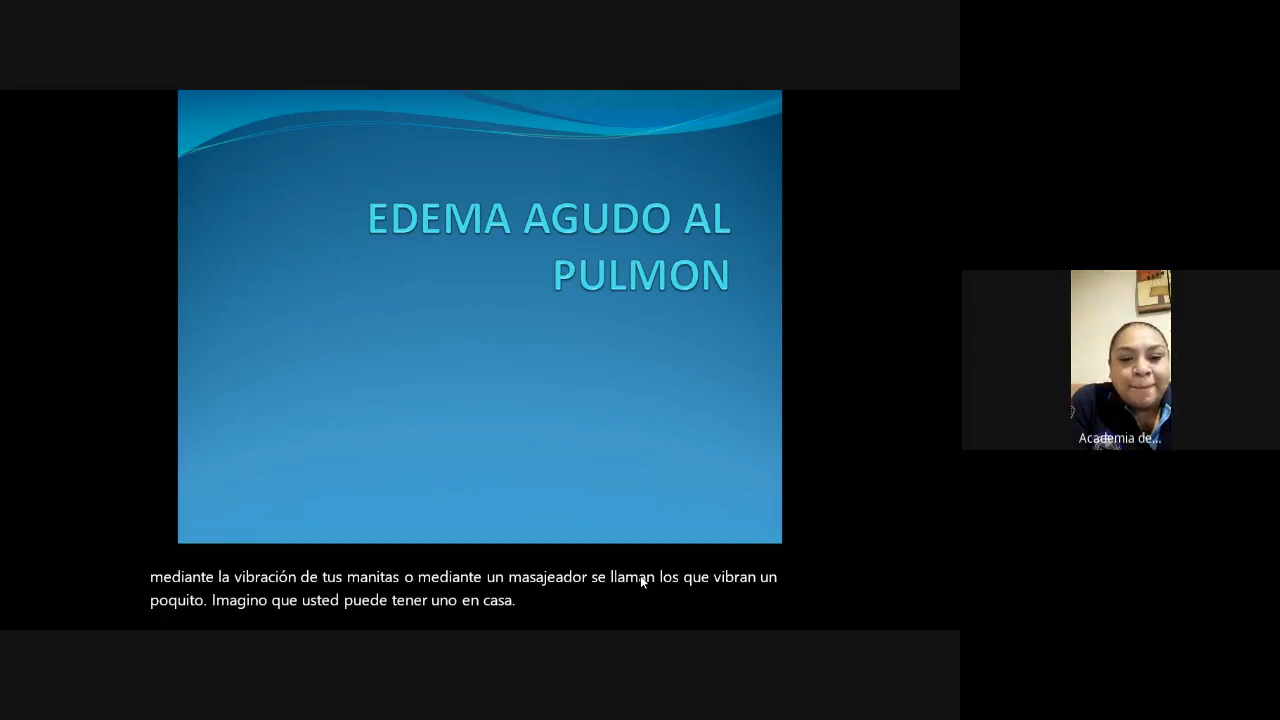 EDEMA AGUDO AL
PULMON
Academia de...
mediante la vibración de tus manitas o mediante un masajeador se llaman los que vibran un
poquito. Imagino que usted puede tener uno en casa.